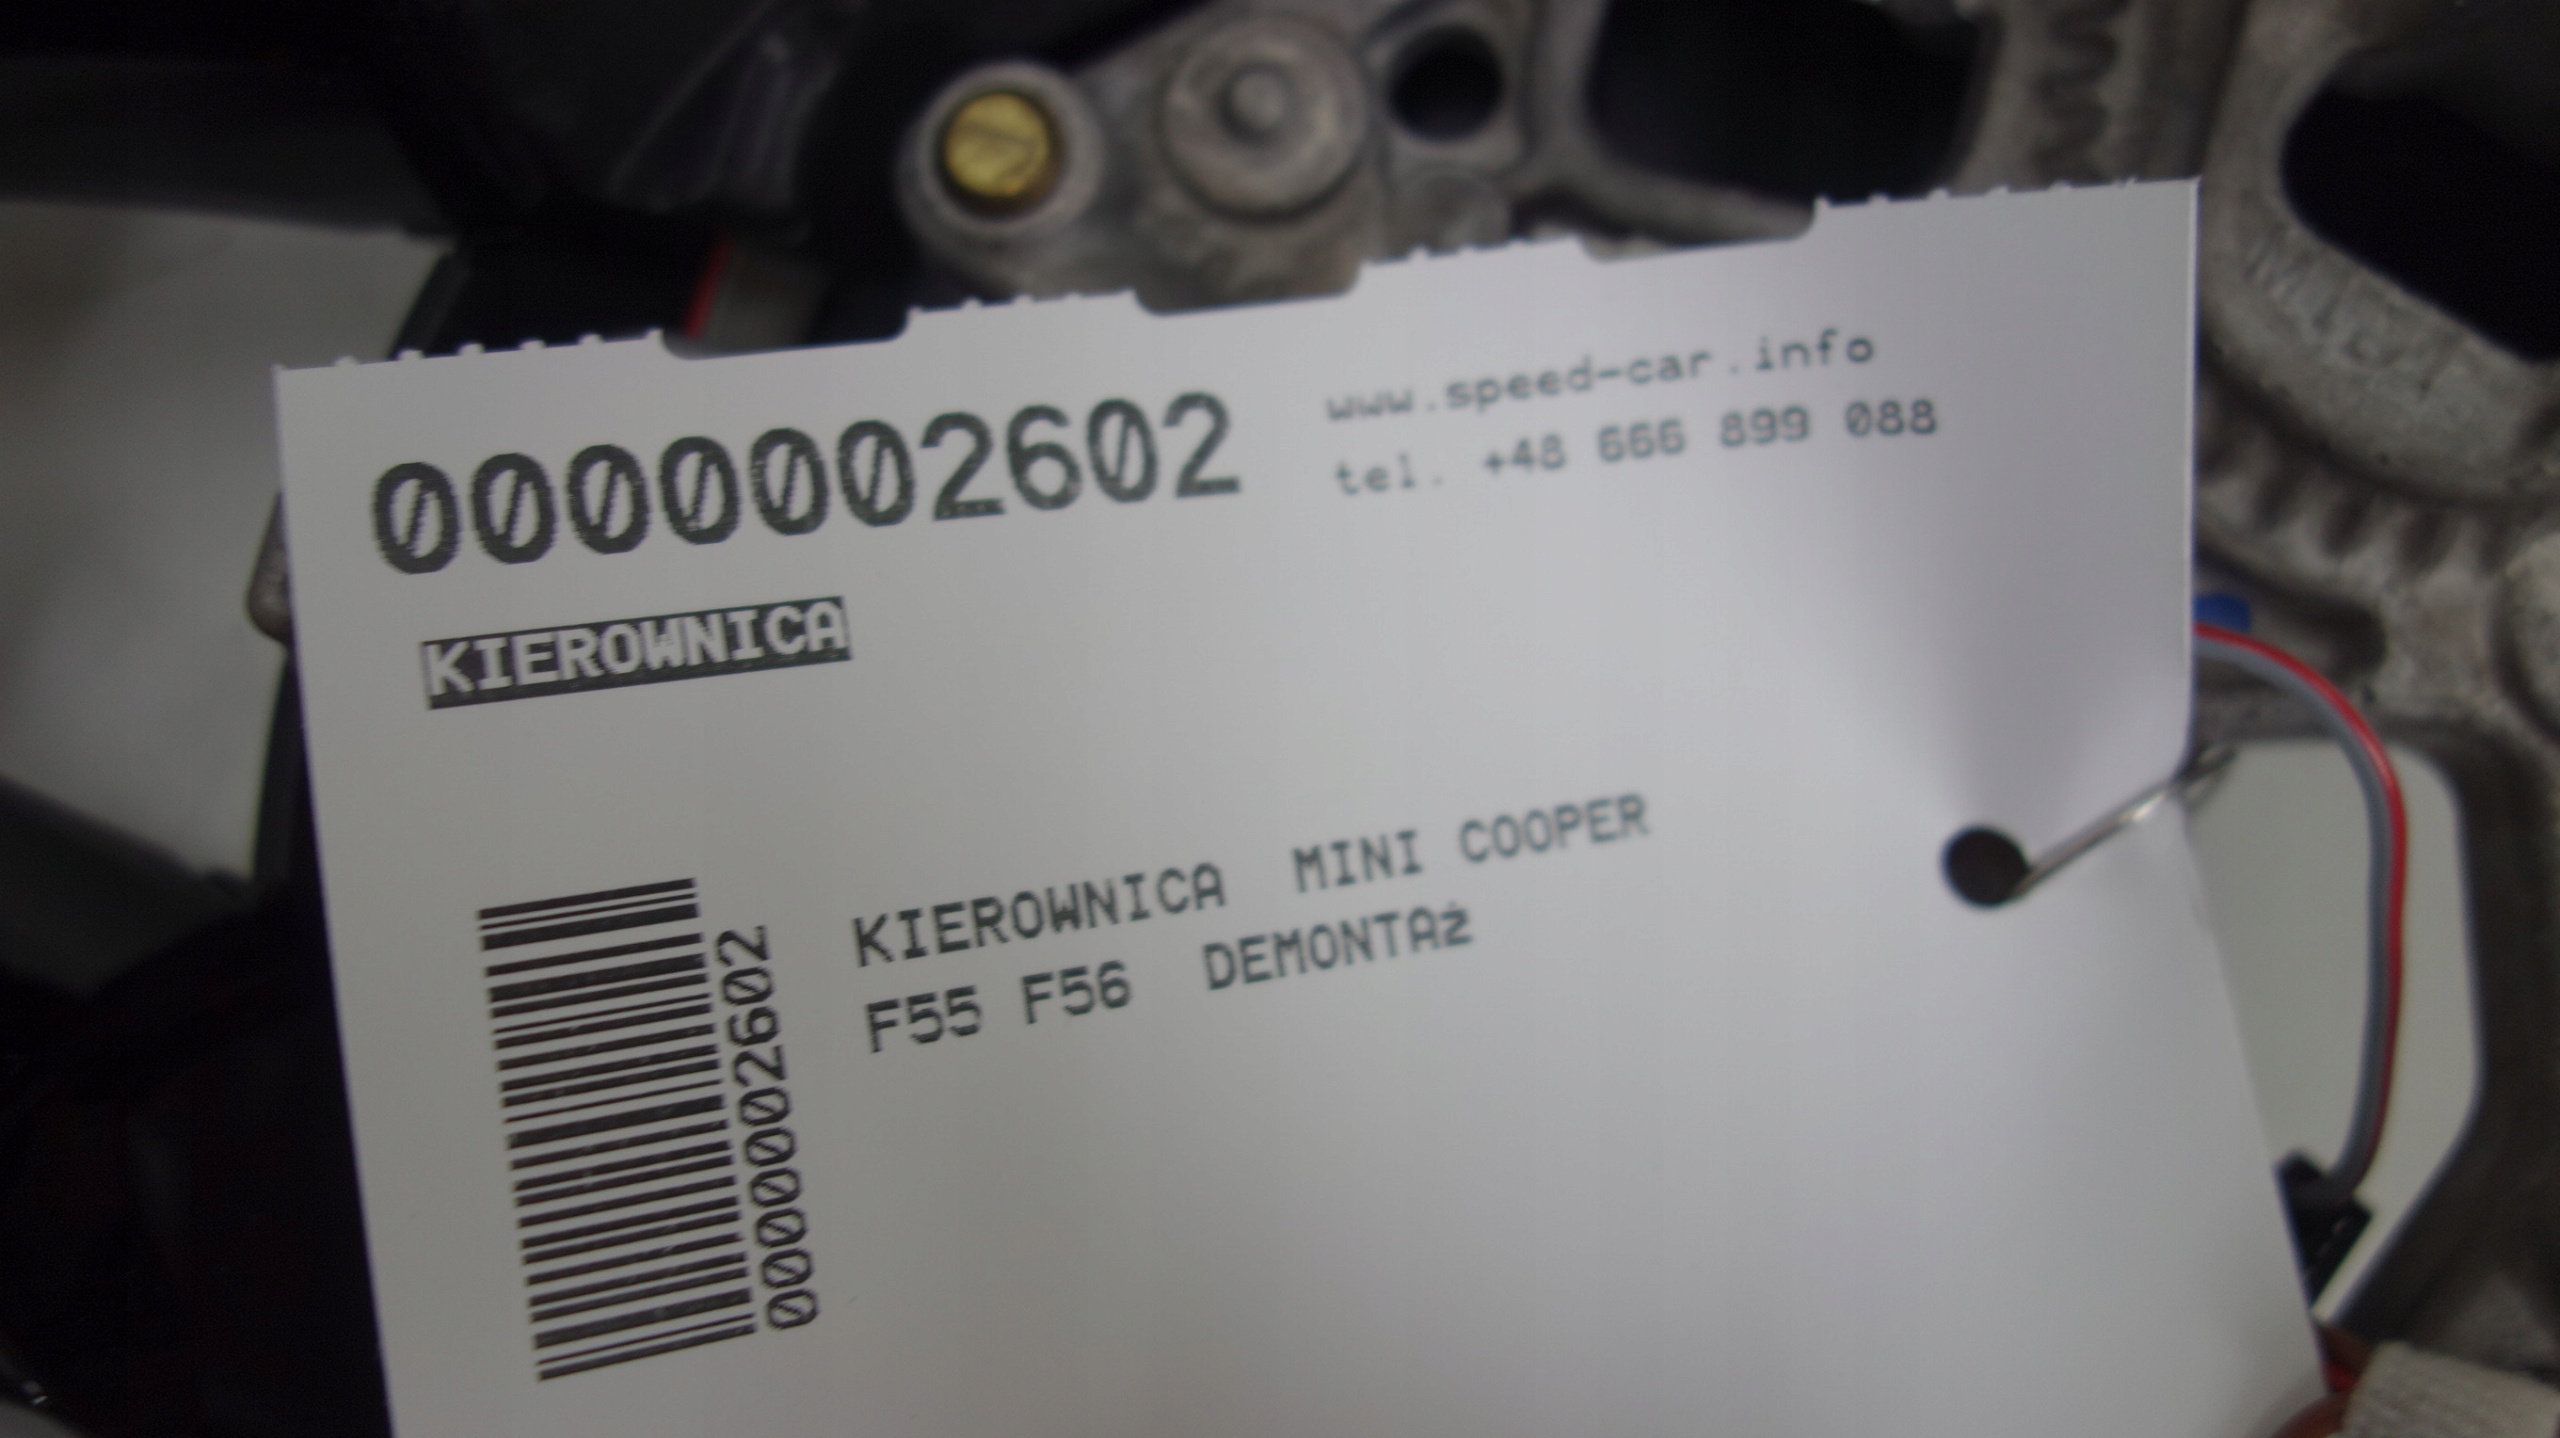 0000002602
www.speed-car.info
tel. +48 666 899 088
KIEROWNICA
0000002602
KIEROWNICA MINI COOPER
F55 F56 DEMONTAż